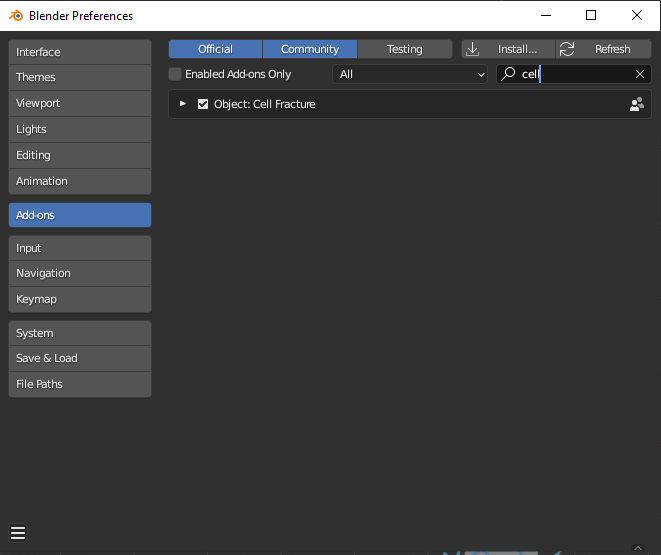 Blender Preferences
Interface
Themes
Viewport
Lights
Editing
Animation
Add-ons
Input
Navigation
Keymap
System
Save & Load
File Paths
Official Community Testing Install... Refresh
Enabled Add-ons Only All cell
Object: Cell Fracture